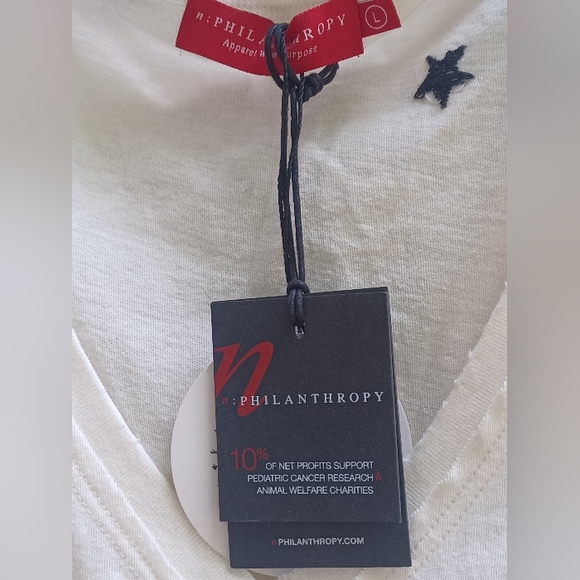 n:PHILANTHROPY
L
Apparel With Purpose
n
n:PHILANTHROPY
10%
OF NET PROFITS SUPPORT
PEDIATRIC CANCER RESEARCH &
ANIMAL WELFARE CHARITIES
nPHILANTHROPY.COM